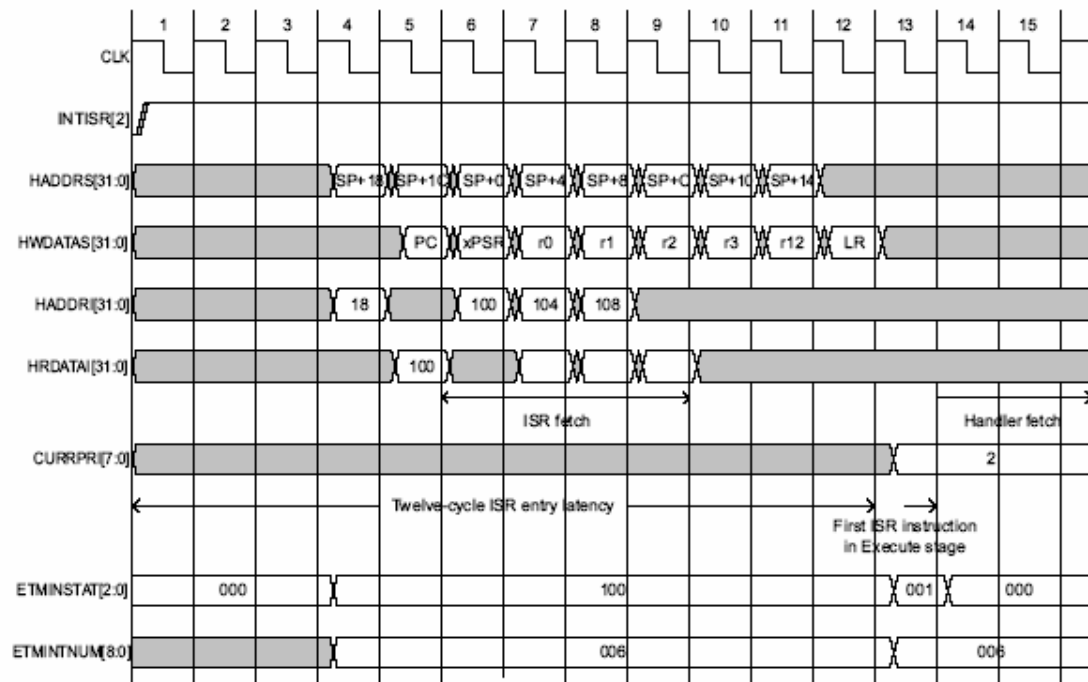 1 2 3 4 5 6 7 8 9 10 11 12 13 14 15
CLK
INTISR[2]
HADDRS[31:0] SP+18 SP+1C SP+0 SP+4 SP+8 SP+C SP+10 SP+14
HWDATAS[31:0] PC xPSR r0 r1 r2 r3 r12 LR
HADDRI[31:0] 18 100 104 108
HRDATAI[31:0] 100
ISR fetch Handler fetch
CURRPRI[7:0] 2
Twelve-cycle ISR entry latency
First ISR instruction
in Execute stage
ETMINSTAT[2:0] 000 100 001 000
ETMINTNUM[8:0] 006 006